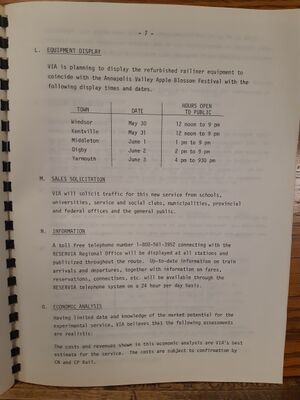 - 7 -
L. EQUIPMENT DISPLAY
VIA is planning to display the refurbished railiner equipment to
coincide with the Annapolis Valley Apple Blossom Festival with the
following display times and dates.
TOWN DATE HOURS OPEN TO PUBLIC
Windsor May 30 12 noon to 9 pm
Kentville May 31 12 noon to 9 pm
Middleton June 1 1 pm to 9 pm
Digby June 2 2 pm to 9 pm
Yarmouth June 3 4 pm to 930 pm
M. SALES SOLICITATION
VIA will solicit traffic for this new service from schools,
universities, service and social clubs, municipalities, provincial
and federal offices and the general public.
N. INFORMATION
A toll free telephone number 1-800-561-3952 connecting with the
RESERVIA Regional Office will be displayed at all stations and
publicized throughout the route. Up-to-date information on train
arrivals and departures, together with information on fares,
reservations, connections, etc. will be available through the
RESERVIA telephone system on a 24 hour per day basis.
O. ECONOMIC ANALYSIS
Having limited data and knowledge of the market potential for the
experimental service, VIA believes that the following assessments
are realistic:
The costs and revenues shown in this economic analysis are VIA's best
estimate for the service. The costs are subject to confirmation by
CN and CP Rail.